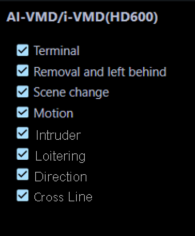 AI-VMD/i-VMD(HD600)
Terminal
Removal and left behind
Scene change
Motion
Intruder
Loitering
Direction
Cross Line